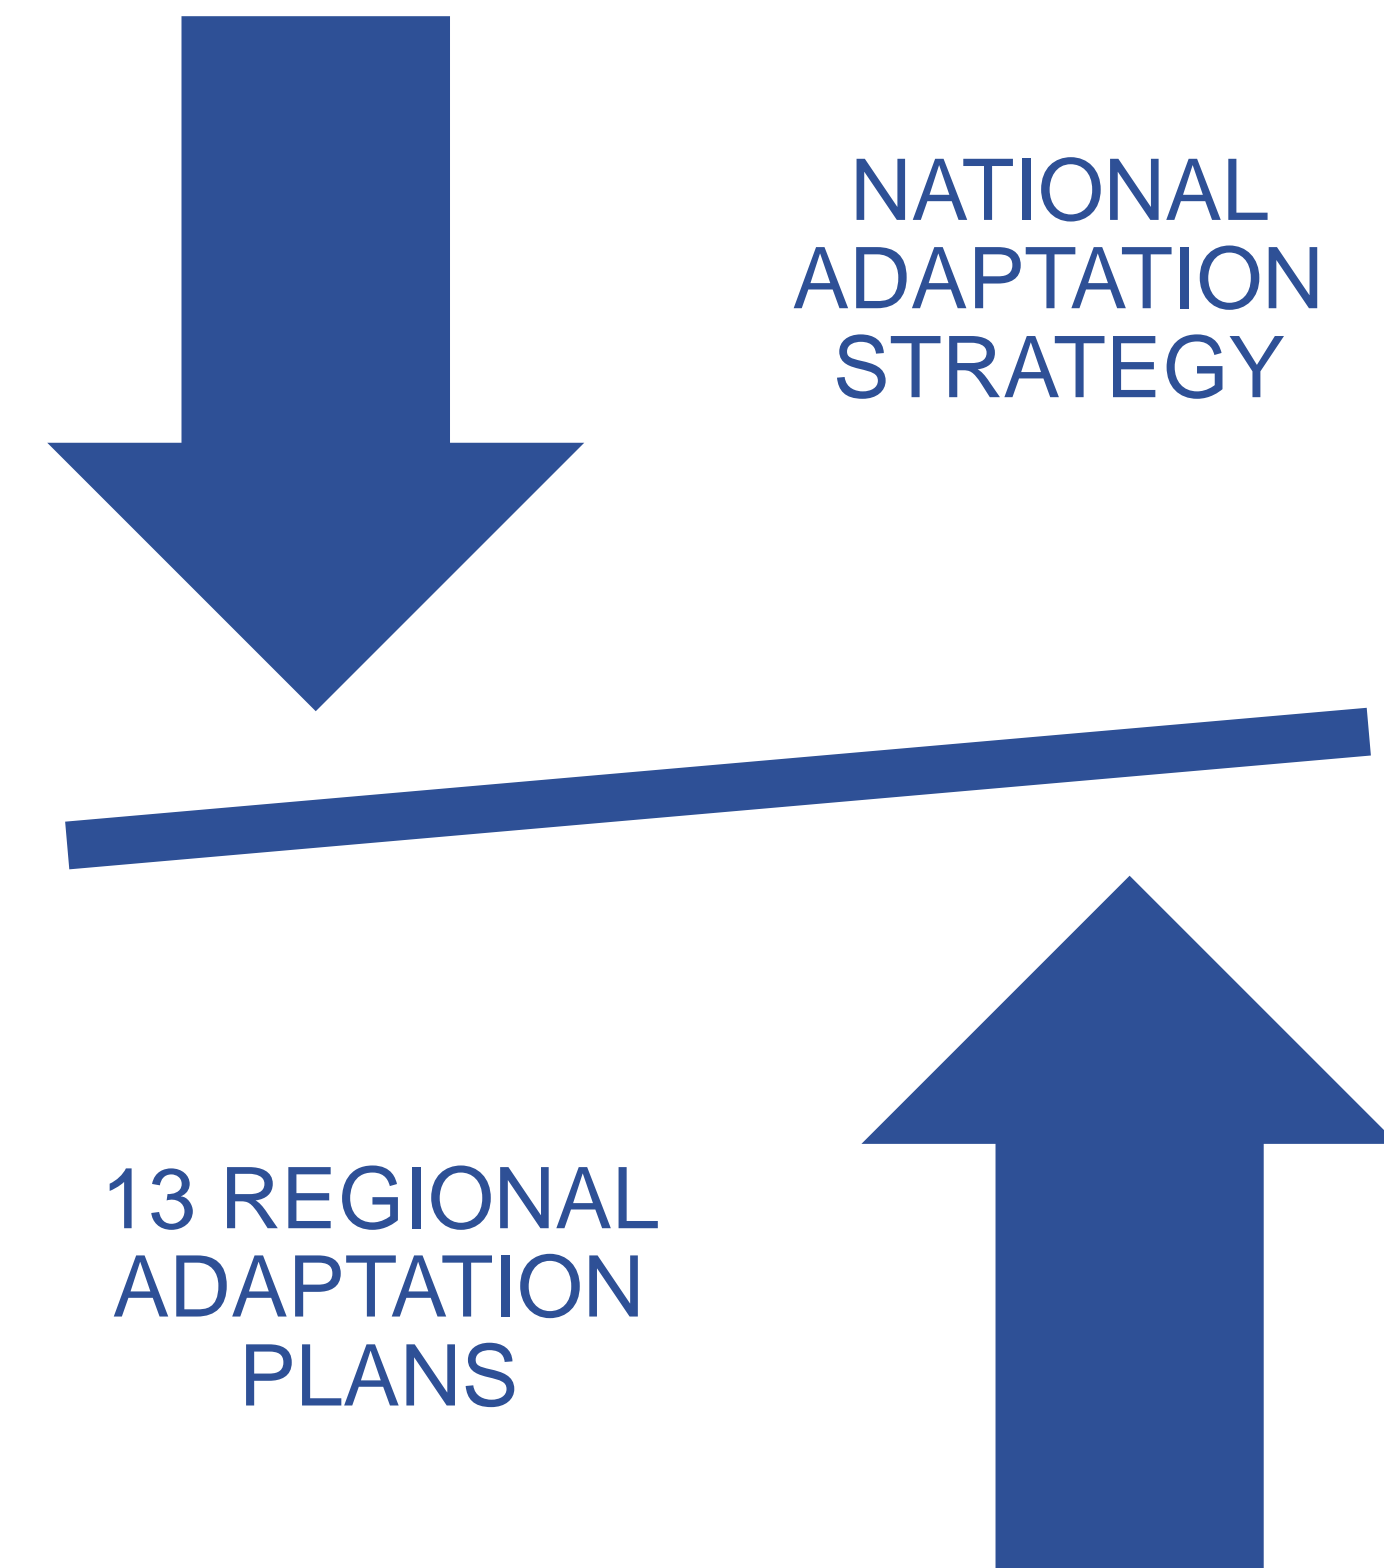 NATIONAL
ADAPTATION
STRATEGY
13 REGIONAL
ADAPTATION
PLANS